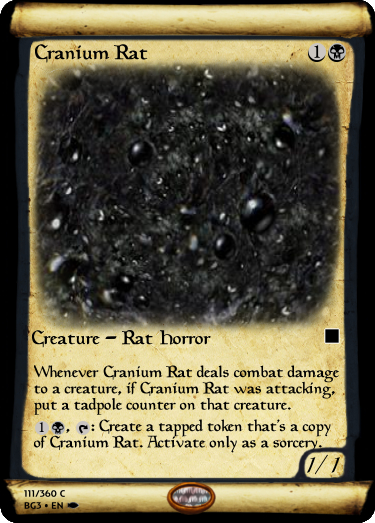 Cranium Rat 1
Creature – Rat Horror
Whenever Cranium Rat deals combat damage
to a creature, if Cranium Rat was attacking,
put a tadpole counter on that creature.
1, : Create a tapped token that's a copy
of Cranium Rat. Activate only as a sorcery.
1/1
111/360 C
BG3 • EN